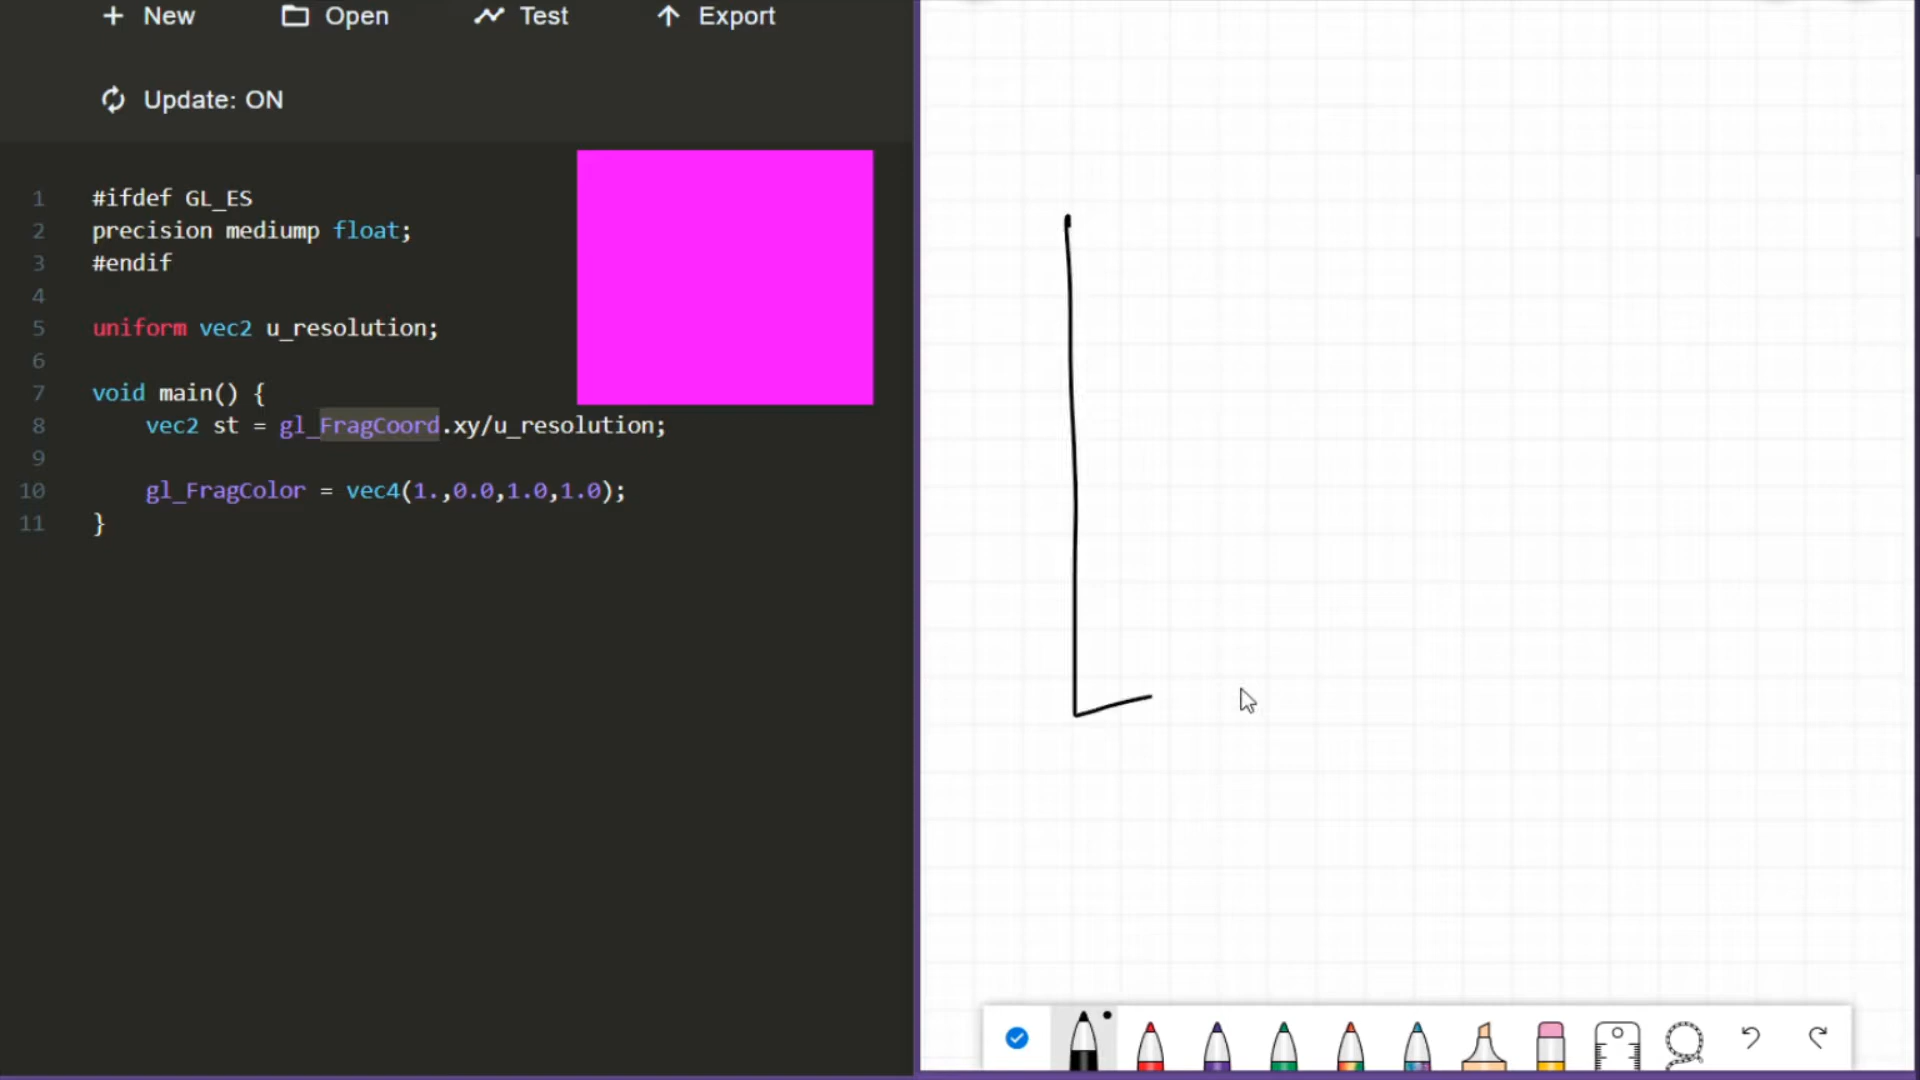 New Open Test Export
Update: ON
1 #ifdef GL_ES
2 precision mediump float;
3 #endif
4
5 uniform vec2 u_resolution;
6
7 void main() {
8 vec2 st = gl_FragCoord.xy/u_resolution;
9
10 gl_FragColor = vec4(1.,0.0,1.0,1.0);
11 }